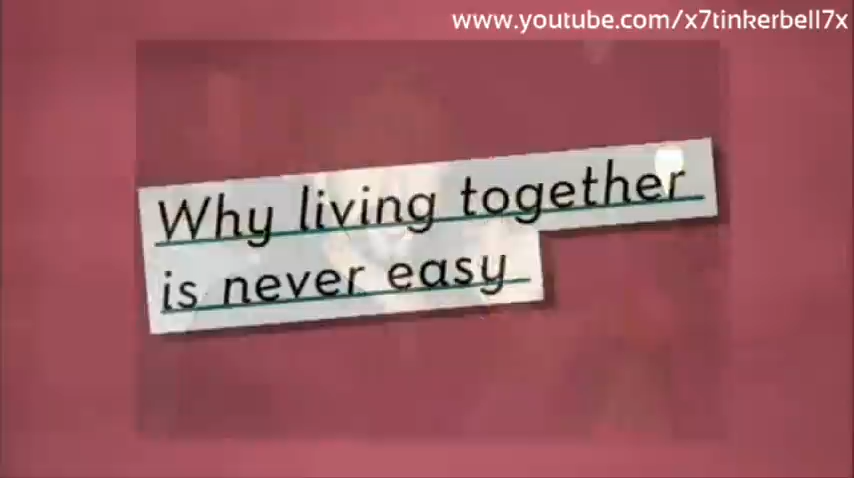 www.youtube.com/x7tinkerbell7x
Why living together
is never easy